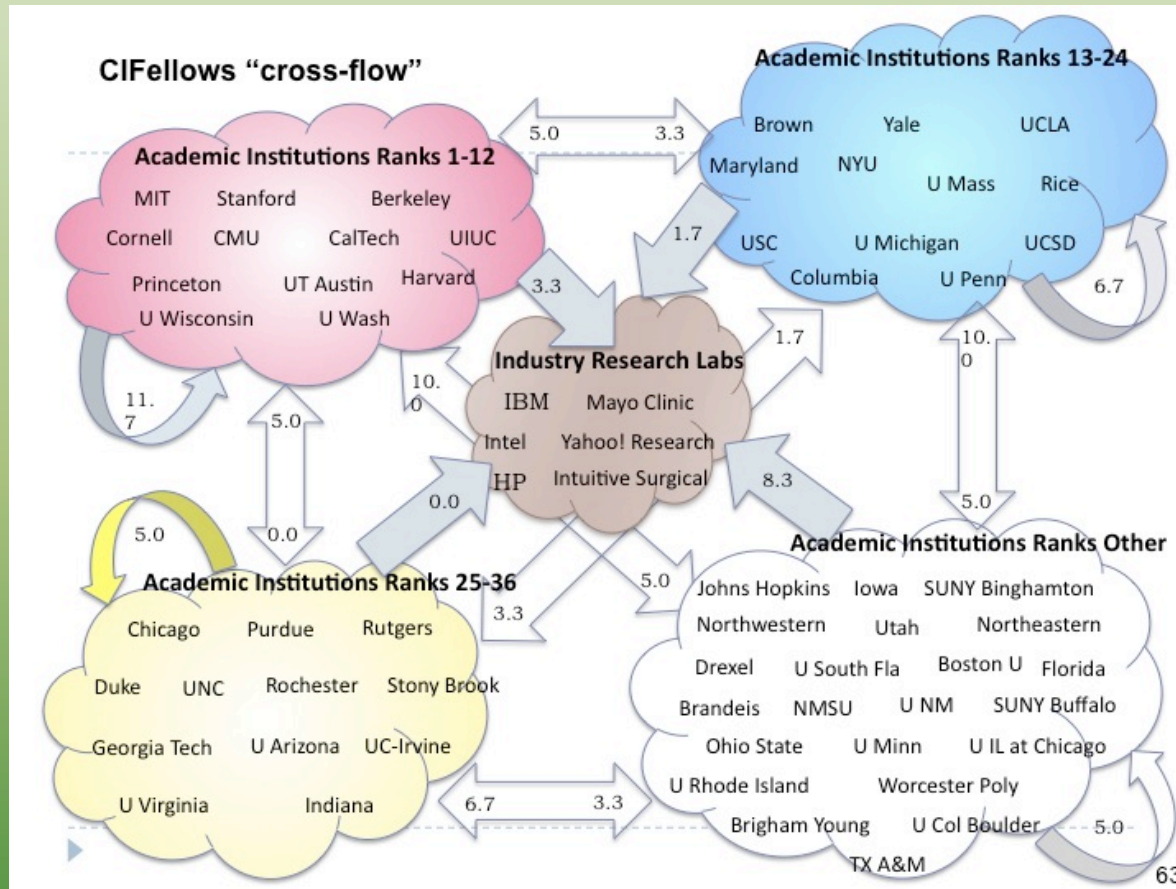 CIFellows “cross-flow”
Academic Institutions Ranks 13-24
Brown Yale UCLA
Maryland NYU
U Mass Rice
USC U Michigan UCSD
Columbia U Penn
6.7
5.0 3.3
Academic Institutions Ranks 1-12
MIT Stanford Berkeley
Cornell CMU CalTech UIUC
Princeton UT Austin Harvard
U Wisconsin U Wash
11.
7
3.3
1.7
1.7
10.
0
10.
0
5.0
Industry Research Labs
IBM Mayo Clinic
Intel Yahoo! Research
HP Intuitive Surgical
5.0
0.0
0.0
8.3
5.0
3.3
5.0
Academic Institutions Ranks 25-36
Chicago Purdue Rutgers
Duke UNC Rochester Stony Brook
Georgia Tech U Arizona UC-Irvine
U Virginia Indiana
6.7 3.3
Academic Institutions Ranks Other
Johns Hopkins Iowa SUNY Binghamton
Northwestern Utah Northeastern
Drexel U South Fla Boston U Florida
Brandeis NMSU U NM SUNY Buffalo
Ohio State U Minn U IL at Chicago
U Rhode Island Worcester Poly
Brigham Young U Col Boulder
TX A&M
5.0
63